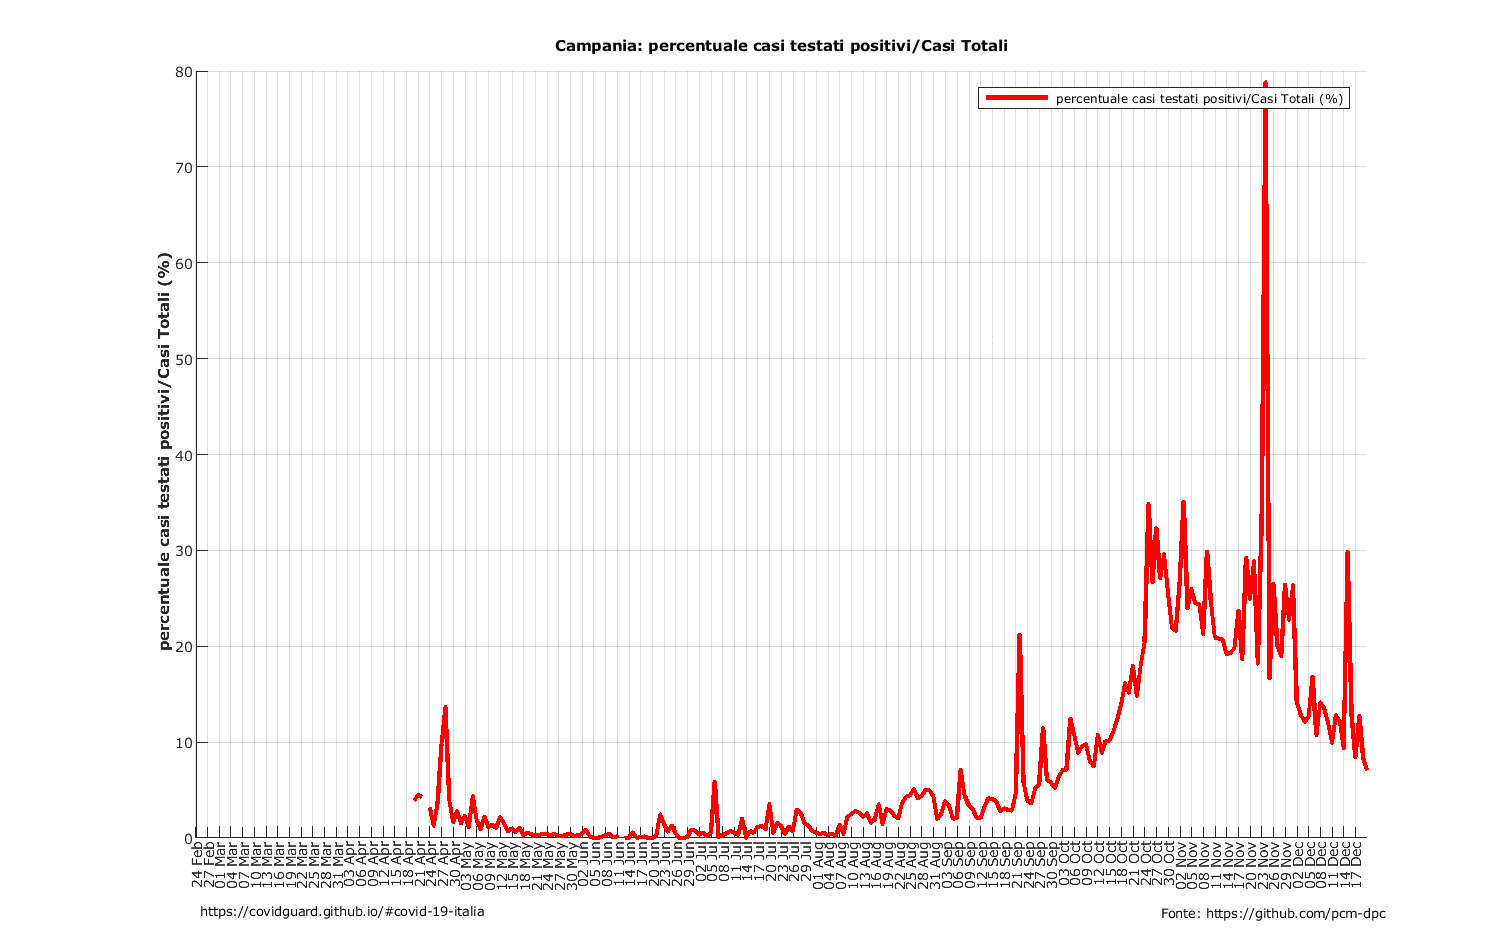 Campania: percentuale casi testati positivi/Casi Totali
percentuale casi testati positivi/Casi Totali (%)
percentuale casi testati positivi/Casi Totali (%)
80
70
60
50
40
30
20
10
0
24 Feb
27 Feb
01 Mar
04 Mar
07 Mar
10 Mar
13 Mar
16 Mar
19 Mar
22 Mar
25 Mar
28 Mar
31 Mar
03 Apr
06 Apr
09 Apr
12 Apr
15 Apr
18 Apr
21 Apr
24 Apr
27 Apr
30 Apr
03 May
06 May
09 May
12 May
15 May
18 May
21 May
24 May
27 May
30 May
02 Jun
05 Jun
08 Jun
11 Jun
14 Jun
17 Jun
20 Jun
23 Jun
26 Jun
29 Jun
02 Jul
05 Jul
08 Jul
11 Jul
14 Jul
17 Jul
20 Jul
23 Jul
26 Jul
29 Jul
01 Aug
04 Aug
07 Aug
10 Aug
13 Aug
16 Aug
19 Aug
22 Aug
25 Aug
28 Aug
31 Aug
03 Sep
06 Sep
09 Sep
12 Sep
15 Sep
18 Sep
21 Sep
24 Sep
27 Sep
30 Sep
03 Oct
06 Oct
09 Oct
12 Oct
15 Oct
18 Oct
21 Oct
24 Oct
27 Oct
30 Oct
02 Nov
05 Nov
08 Nov
11 Nov
14 Nov
17 Nov
20 Nov
23 Nov
26 Nov
29 Nov
02 Dec
05 Dec
08 Dec
11 Dec
14 Dec
17 Dec
https://covidguard.github.io/#covid-19-italia
Fonte: https://github.com/pcm-dpc